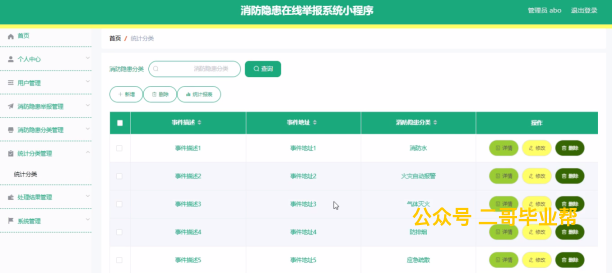 消防隐患在线举报系统小程序
管理员 abo 退出登录
首页
个人中心
用户管理
消防隐患举报管理
消防隐患分类管理
统计分类管理
统计分类
处理结果管理
系统管理
首页 / 统计分类
消防隐患分类 消防隐患分类 查询
新增 删除 统计报表
事件描述 事件地址 消防隐患分类 操作
事件描述1 事件地址1 消防水 详情 修改 删除
事件描述2 事件地址2 火灾自动报警 详情 修改 删除
事件描述3 事件地址3 气体灭火 详情 修改 删除
事件描述4 事件地址4 防排烟 详情 修改 删除
事件描述5 事件地址5 应急疏散 详情 修改 删除
公众号 二哥毕业帮